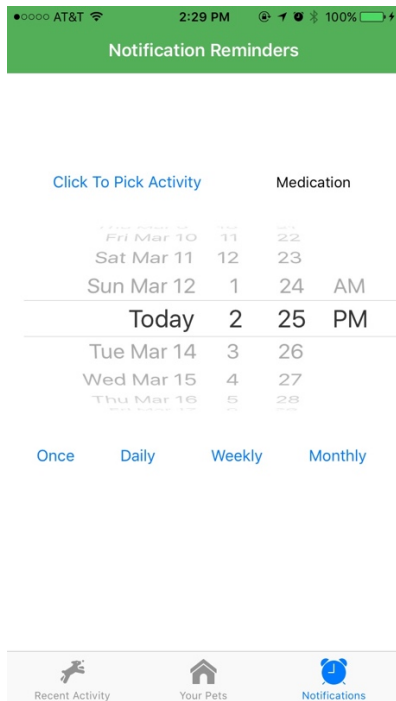 AT&T 2:29 PM 100%
Notification Reminders
Click To Pick Activity Medication
Fri Mar 10 11 22
Sat Mar 11 12 23
Sun Mar 12 1 24 AM
Today 2 25 PM
Tue Mar 14 3 26
Wed Mar 15 4 27
Thu Mar 16 5 28
Once Daily Weekly Monthly
Recent Activity Your Pets Notifications